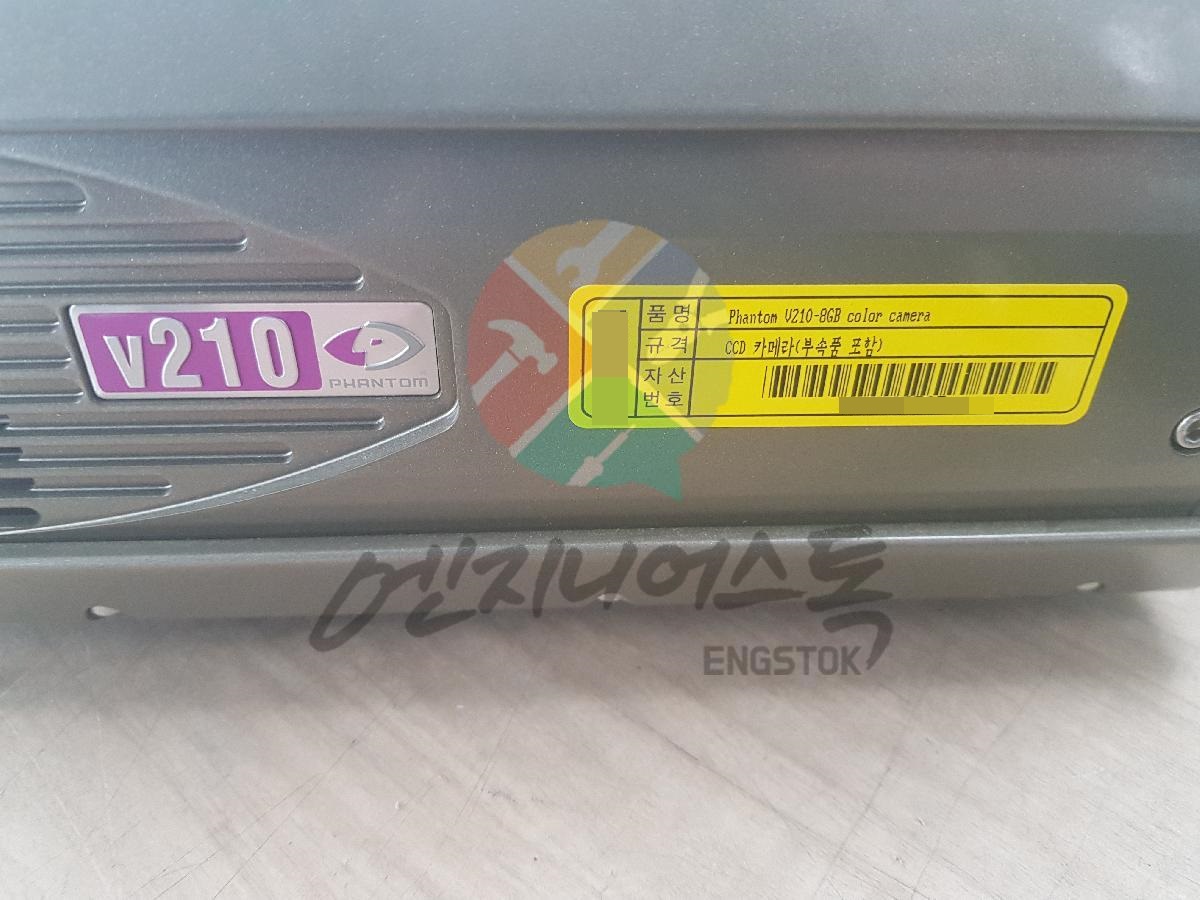 v210
PHANTOM
품명 Phantom V210-8GB color camera
규격 CCD 카메라(부속품 포함)
자산
번호
엔지니어스톡
ENGSTOK